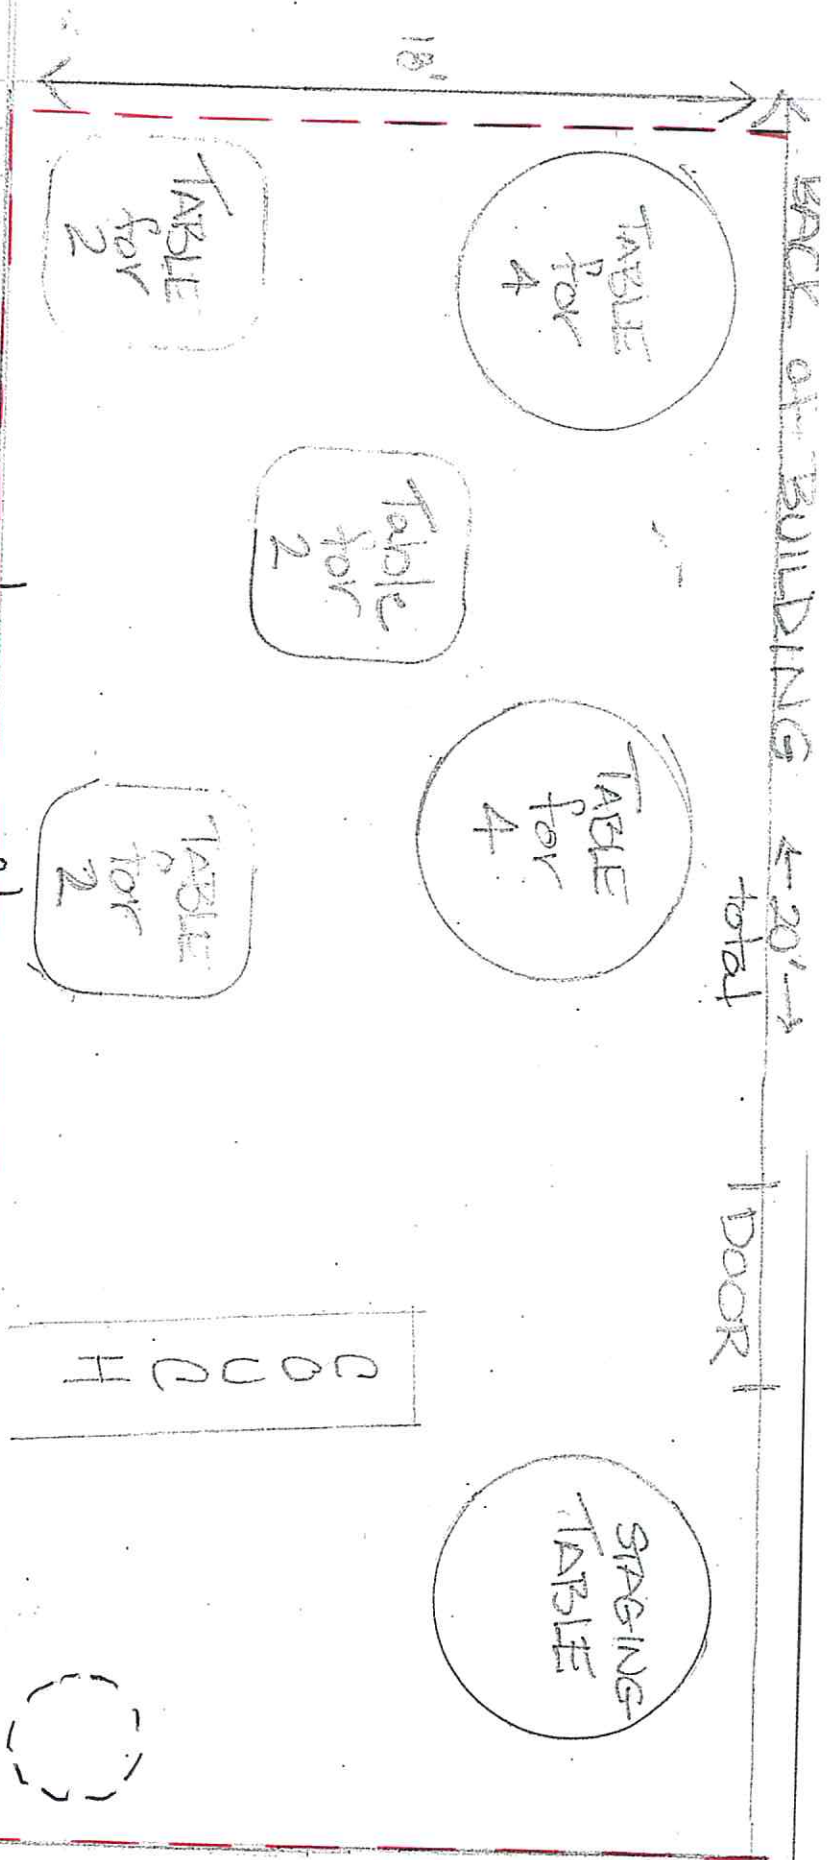 18'
BACK of BUILDING
← 20' →
total
DOOR
TABLE
for
4
TABLE
for
2
Table
for
2
TABLE
for
4
TABLE
for
2
COUCH
STAGING
TABLE